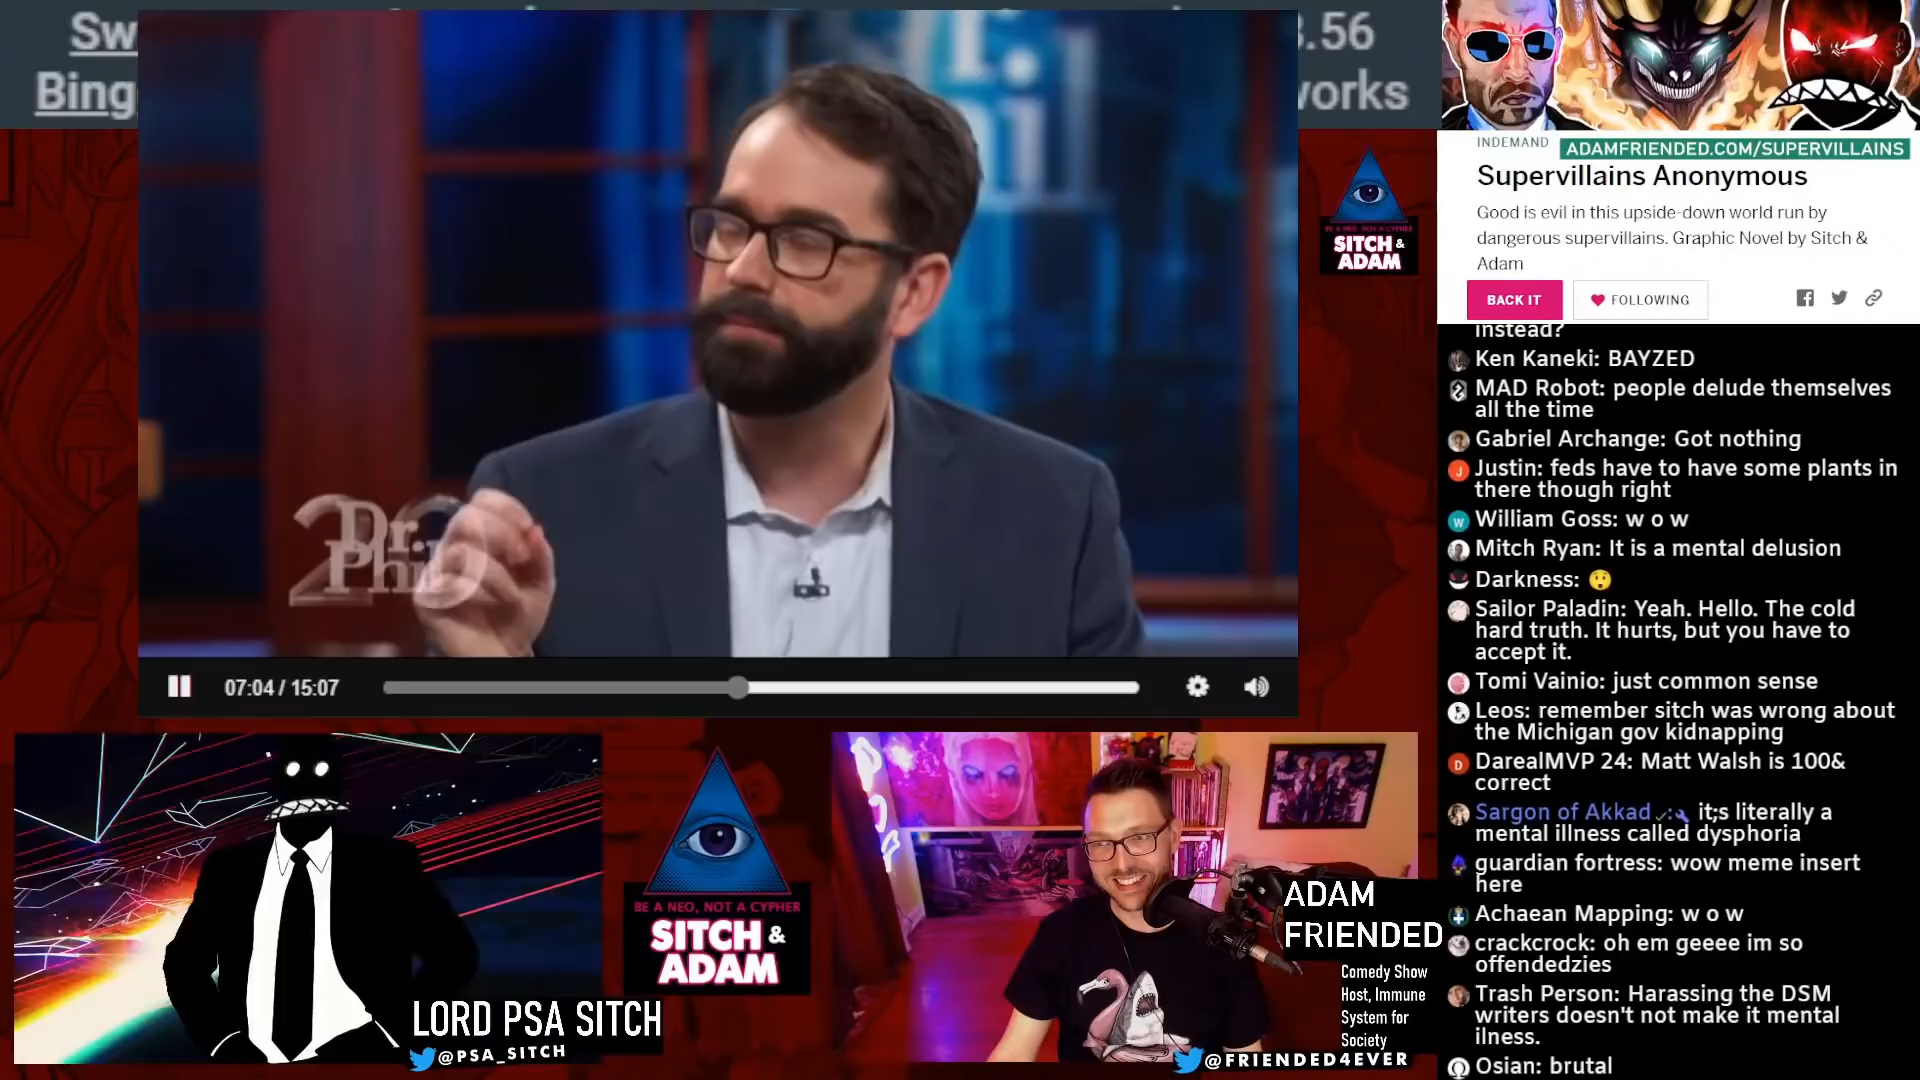 Sw
Bing
3.56
works
Dr.
Phil
20
07:04 / 15:07
BE A NEO, NOT A CYPHER
SITCH &
ADAM
INDEMAND
ADAMFRIENDED.COM/SUPERVILLAINS
Supervillains Anonymous
Good is evil in this upside-down world run by
dangerous supervillains. Graphic Novel by Sitch &
Adam
BACK IT
FOLLOWING
instead?
Ken Kaneki: BAYZED
MAD Robot: people delude themselves
all the time
Gabriel Archange: Got nothing
Justin: feds have to have some plants in
there though right
William Goss: w o w
Mitch Ryan: It is a mental delusion
Darkness: 😲
Sailor Paladin: Yeah. Hello. The cold
hard truth. It hurts, but you have to
accept it.
Tomi Vainio: just common sense
Leos: remember sitch was wrong about
the Michigan gov kidnapping
DarealMVP 24: Matt Walsh is 100&
correct
Sargon of Akkad it;s literally a
mental illness called dysphoria
guardian fortress: wow meme insert
here
Achaean Mapping: w o w
crackcrock: oh em geeee im so
offendedzies
Trash Person: Harassing the DSM
writers doesn't not make it mental
ilness.
Osian: brutal
LORD PSA SITCH
@PSA_SITCH
BE A NEO, NOT A CYPHER
SITCH &
ADAM
ADAM
FRIENDED
Comedy Show
Host, Immune
System for
Society
@FRIENDED4EVER